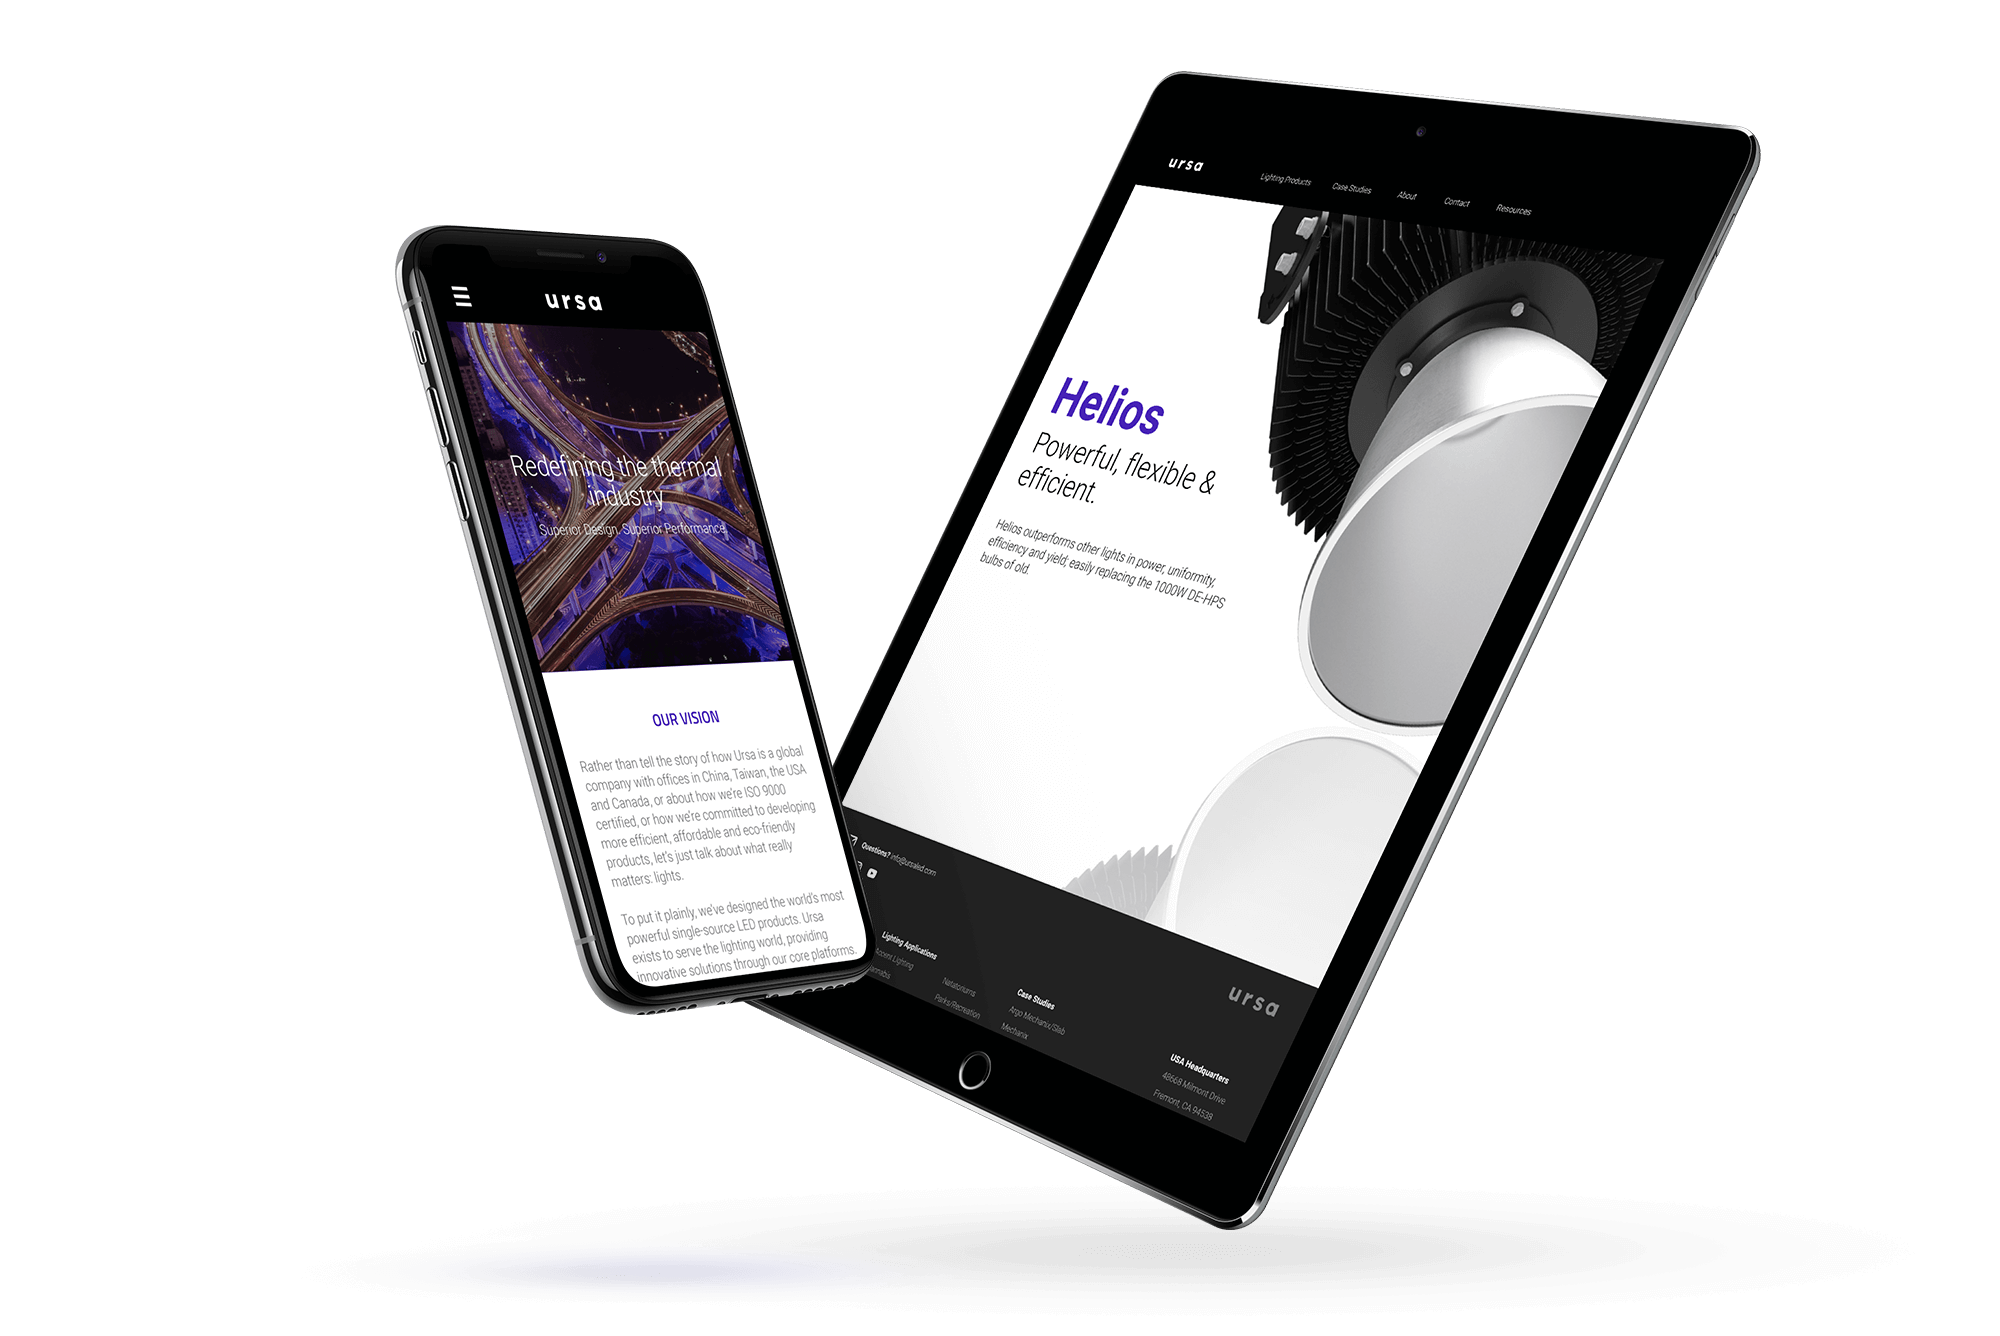 ursa
Redefining the thermal
industry
Superior Design. Superior Performance.
OUR VISION
Rather than tell the story of how Ursa is a global
company with offices in China, Taiwan, the USA
and Canada, or about how we're ISO 9000
certified, or how we're committed to developing
more efficient, affordable and eco-friendly
products, let's just talk about what really
matters: lights.
To put it plainly, we've designed the world's most
powerful single-source LED products. Ursa
exists to serve the lighting world, providing
innovative solutions through our core platforms.
ursa
Lighting Products Case Studies About Contact Resources
Helios
Powerful, flexible &
efficient.
Helios outperforms other lights in power, uniformity,
efficiency and yield; easily replacing the 1000W DE-HPS
bulbs of old.
Questions? info@ursaled.com
Lighting Applications
Accent Lighting
Natatoriums
Parks/Recreation
Case Studies
Argo Mechanix/Slab
Mechanix
ursa
USA Headquarters
48668 Milmont Drive
Fremont, CA 94538